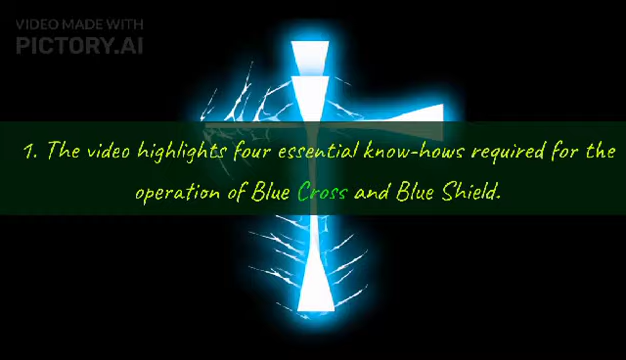 VIDEO MADE WITH
PICTORY.AI
1. The video highlights four essential know-hows required for the
operation of Blue Cross and Blue Shield.